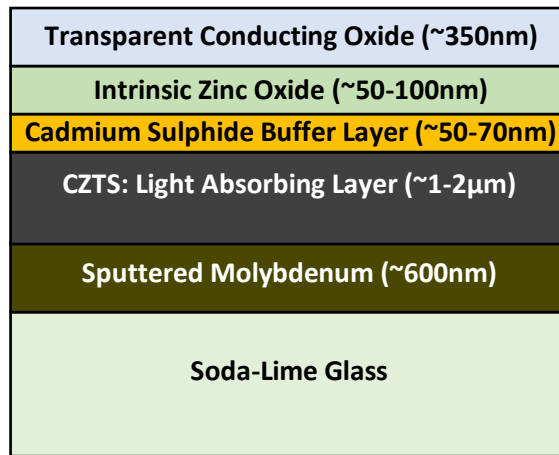 Transparent Conducting Oxide (~350nm)
Intrinsic Zinc Oxide (~50-100nm)
Cadmium Sulphide Buffer Layer (~50-70nm)
CZTS: Light Absorbing Layer (~1-2µm)
Sputtered Molybdenum (~600nm)
Soda-Lime Glass